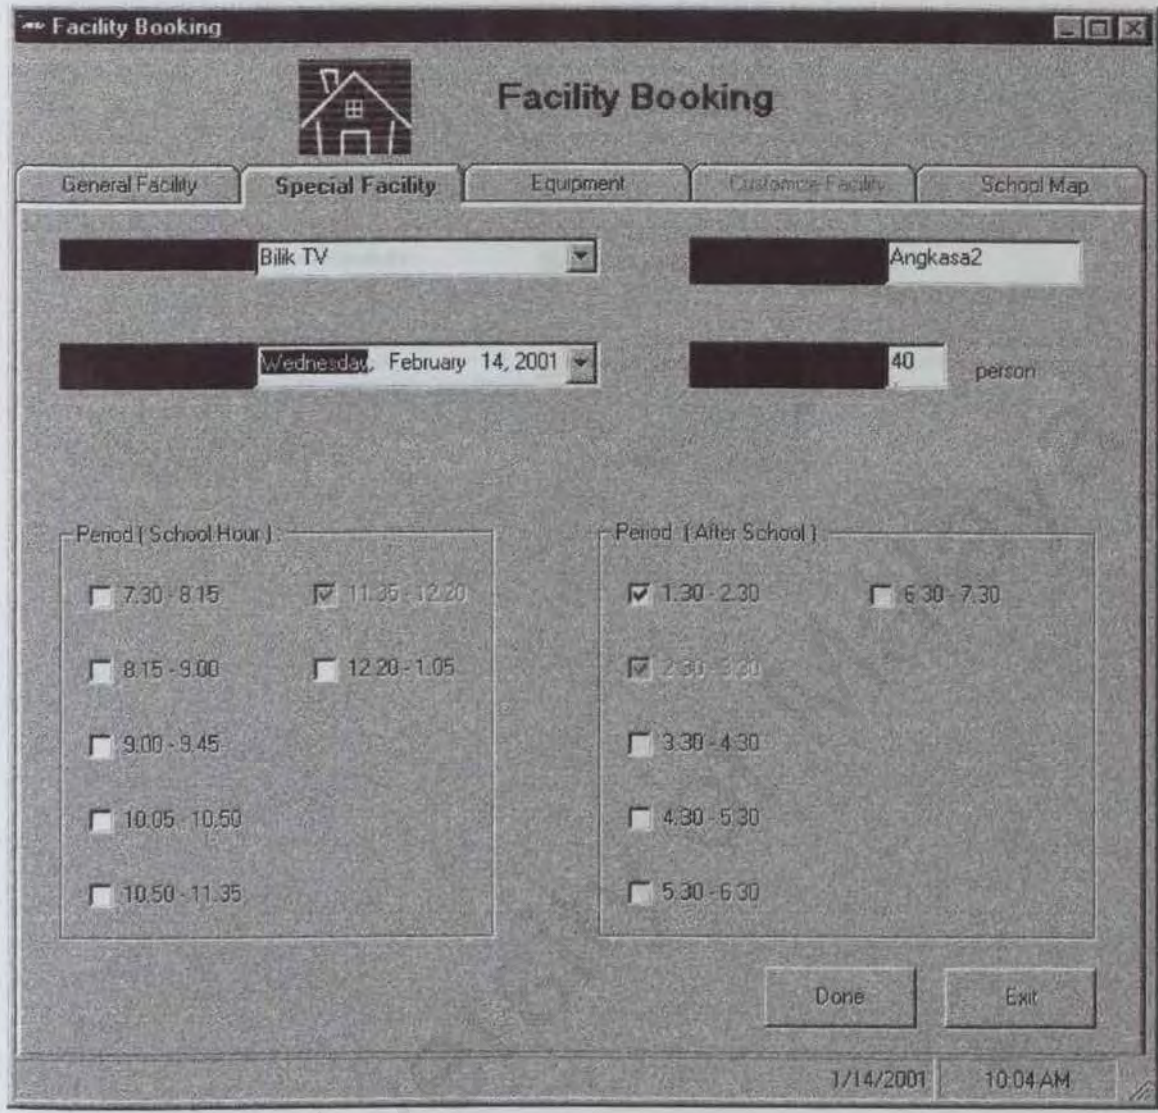 Facility Booking
Facility Booking
General Facility Special Facility Equipment Customize Facility School Map
Bilik TV Angkasa2
Wednesday, February 14, 2001 40 person
Period ( School Hour ) : Period ( After School )
7.30 - 8.15 11.35 - 12.20 1.30 - 2.30 6.30 - 7.30
8.15 - 9.00 12.20 - 1.05 2.30 - 3.30
9.00 - 9.45 3.30 - 4.30
10.05 - 10.50 4.30 - 5.30
10.50 - 11.35 5.30 - 6.30
Done Exit
1/14/2001 10:04 AM